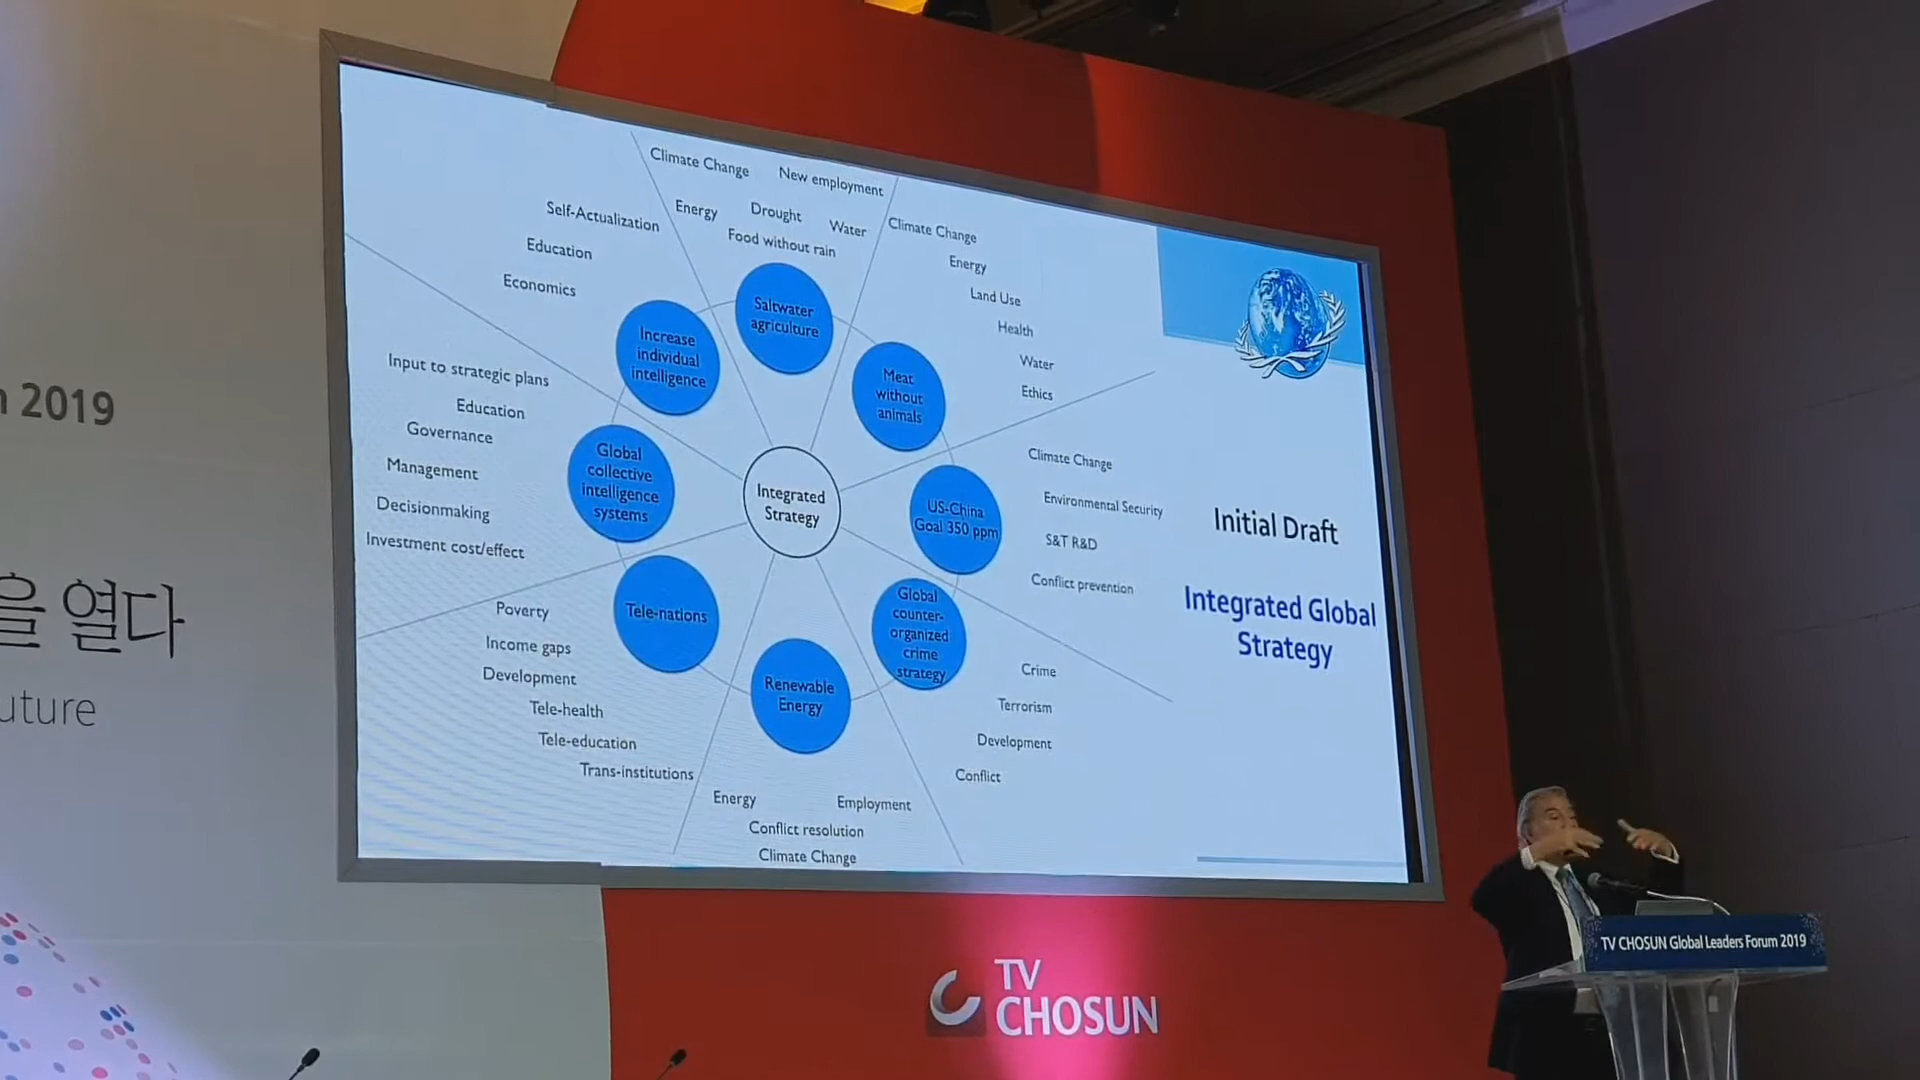 Climate Change
New employment
Energy
Drought
Water
Food without rain
Saltwater
agriculture
Climate Change
Energy
Land Use
Health
Water
Ethics
Meat
without
animals
Climate Change
Environmental Security
S&T R&D
Conflict prevention
US-China
Goal 350 ppm
Crime
Terrorism
Development
Conflict
Global
counter-
organized
crime
strategy
Renewable
Energy
Energy
Employment
Conflict resolution
Climate Change
Tele-nations
Poverty
Income gaps
Development
Tele-health
Tele-education
Trans-institutions
Global
collective
intelligence
systems
Input to strategic plans
Education
Governance
Management
Decisionmaking
Investment cost/effect
Increase
individual
intelligence
Self-Actualization
Education
Economics
Integrated
Strategy
Initial Draft
Integrated Global
Strategy
2019
을 열다
TV
CHOSUN
TV CHOSUN Global Leaders Forum 2019